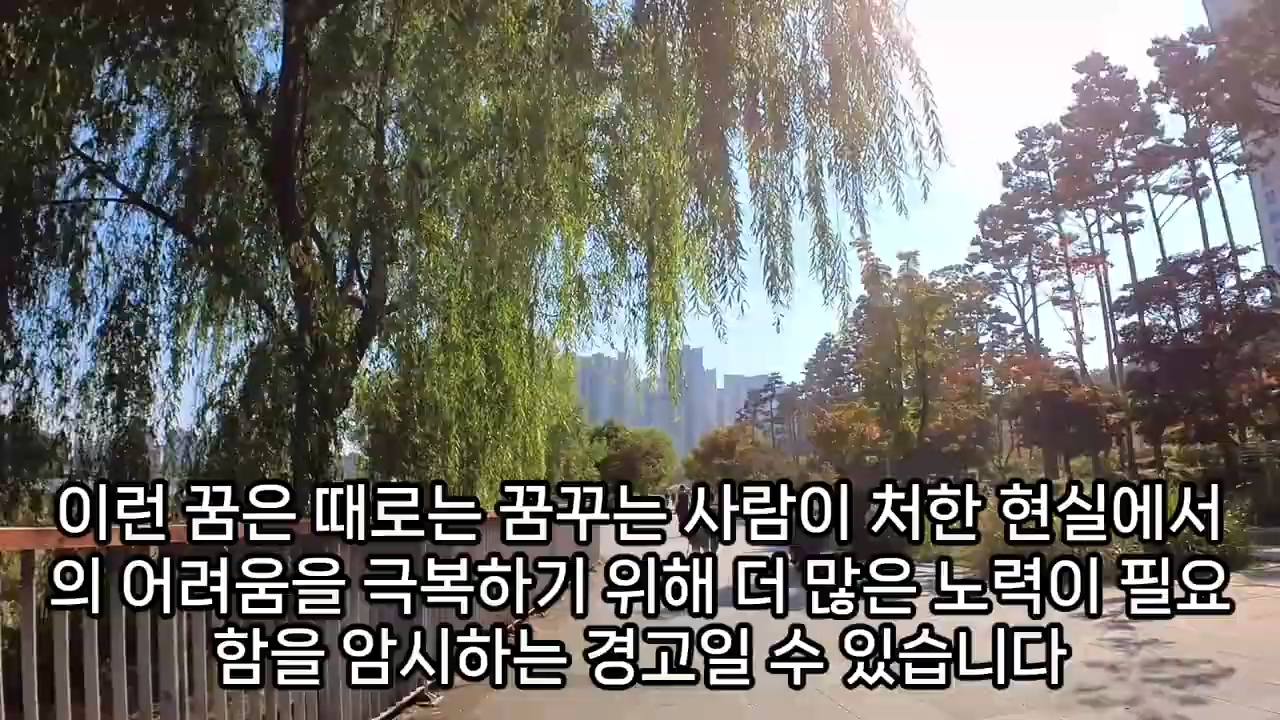 이런 꿈은 때로는 꿈꾸는 사람이 처한 현실에서
의 어려움을 극복하기 위해 더 많은 노력이 필요
함을 암시하는 경고일 수 있습니다